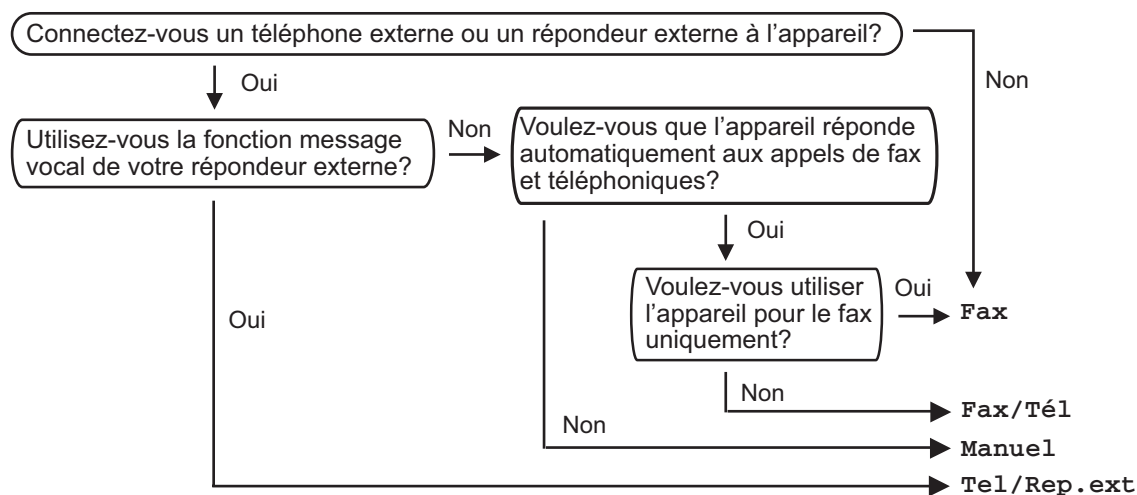 Connectez-vous un téléphone externe ou un répondeur externe à l'appareil?
Oui
Non
Utilisez-vous la fonction message
vocal de votre répondeur externe?
Non
Voulez-vous que l'appareil réponde
automatiquement aux appels de fax
et téléphoniques?
Oui
Voulez-vous utiliser
l'appareil pour le fax
uniquement?
Oui
Fax
Oui
Non
Fax/Tél
Non
Manuel
Tel/Rep.ext